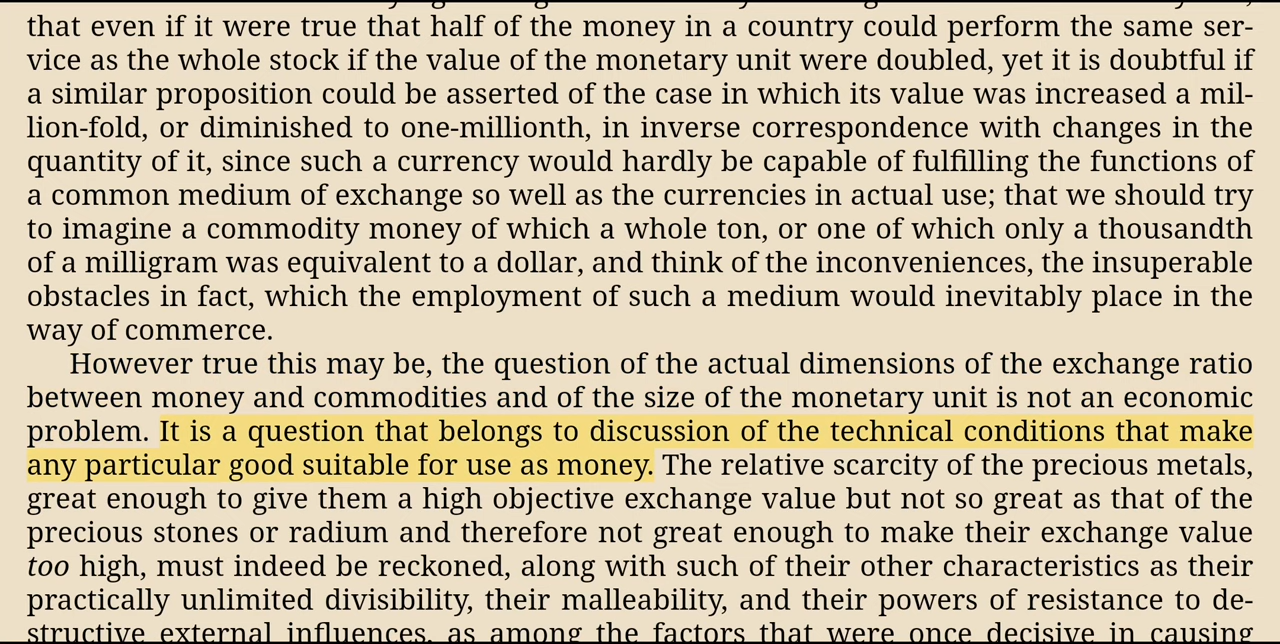 that even if it were true that half of the money in a country could perform the same ser-
vice as the whole stock if the value of the monetary unit were doubled, yet it is doubtful if
a similar proposition could be asserted of the case in which its value was increased a mil-
lion-fold, or diminished to one-millionth, in inverse correspondence with changes in the
quantity of it, since such a currency would hardly be capable of fulfilling the functions of
a common medium of exchange so well as the currencies in actual use; that we should try
to imagine a commodity money of which a whole ton, or one of which only a thousandth
of a milligram was equivalent to a dollar, and think of the inconveniences, the insuperable
obstacles in fact, which the employment of such a medium would inevitably place in the
way of commerce.
However true this may be, the question of the actual dimensions of the exchange ratio
between money and commodities and of the size of the monetary unit is not an economic
problem. It is a question that belongs to discussion of the technical conditions that make
any particular good suitable for use as money. The relative scarcity of the precious metals,
great enough to give them a high objective exchange value but not so great as that of the
precious stones or radium and therefore not great enough to make their exchange value
too high, must indeed be reckoned, along with such of their other characteristics as their
practically unlimited divisibility, their malleability, and their powers of resistance to de-
structive external influences, as among the factors that were once decisive in causing